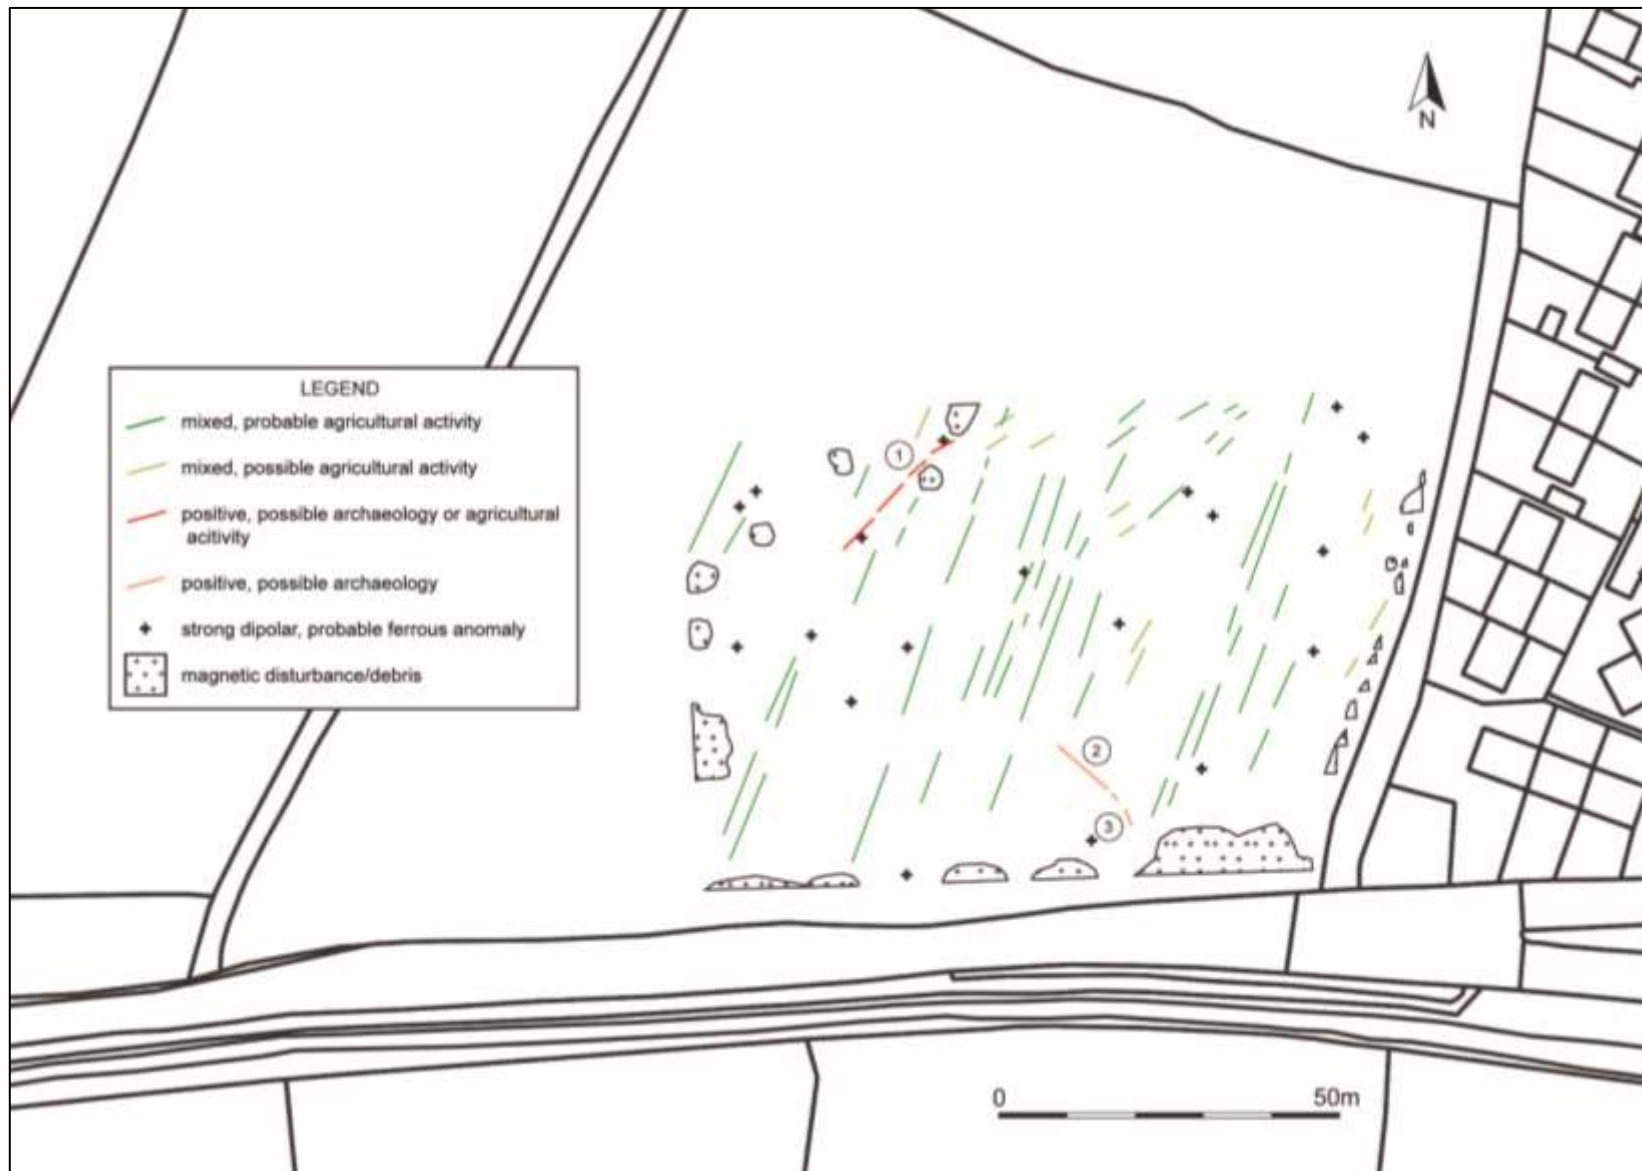 N
LEGEND
mixed, probable agricultural activity
mixed, possible agricultural activity
positive, possible archaeology or agricultural
acitivity
positive, possible archaeology
strong dipolar, probable ferrous anomaly
magnetic disturbance/debris
1
2
3
0 50m